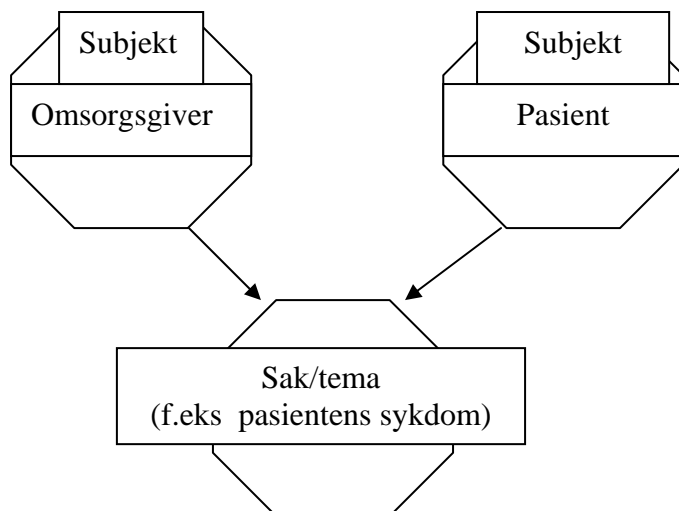 Subjekt
Subjekt
Omsorgsgiver
Pasient
Sak/tema
(f.eks pasientens sykdom)